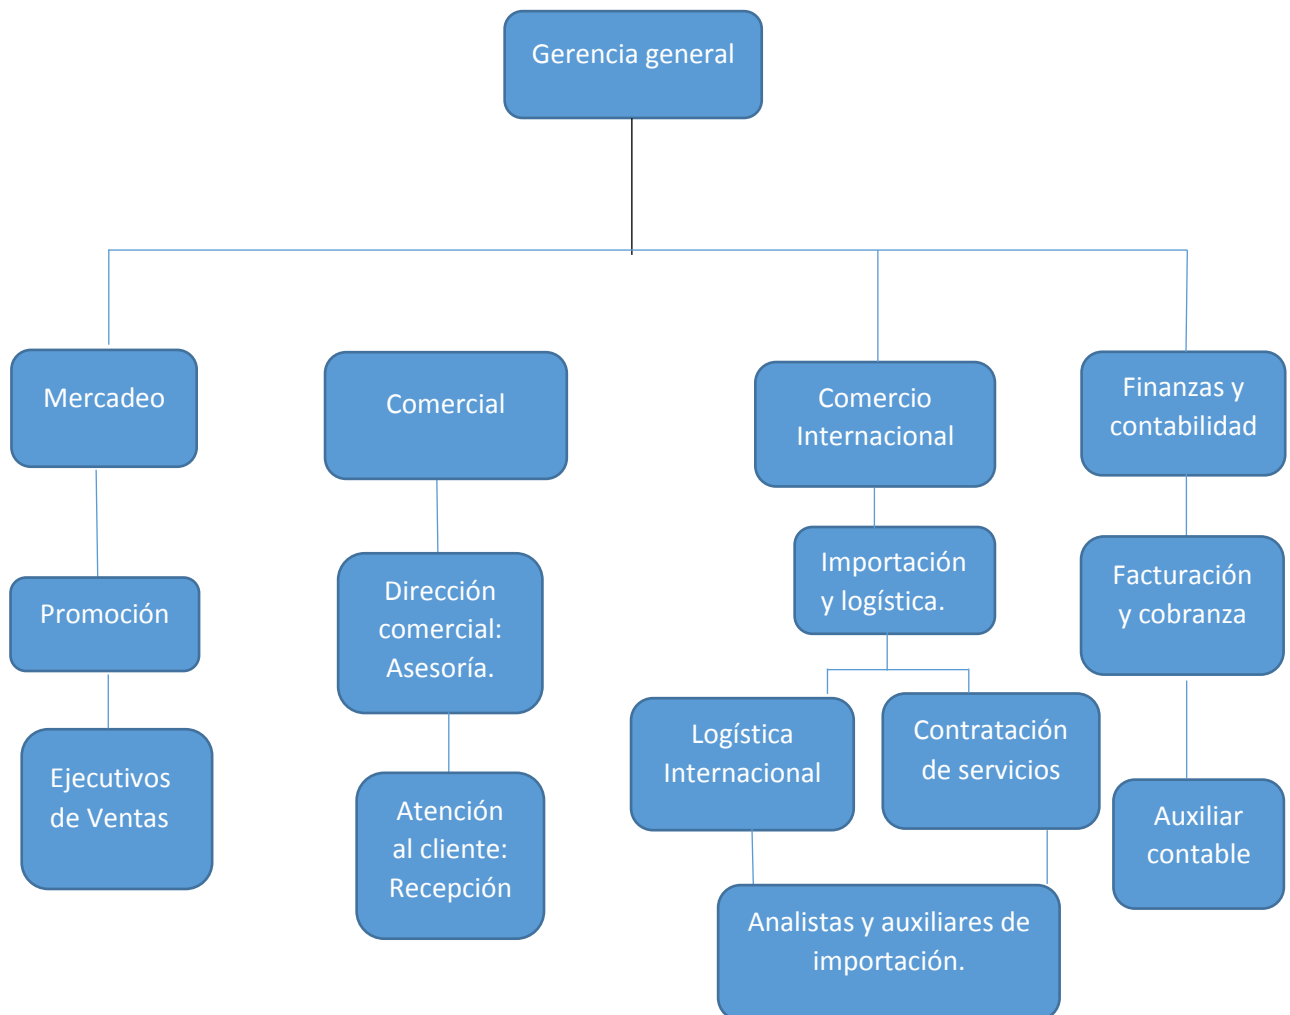 Gerencia general
Mercadeo
Comercial
Comercio
Internacional
Finanzas y
contabilidad
Importación
y logística.
Promoción
Dirección
comercial:
Asesoría.
Facturación
y cobranza
Logística
Internacional
Contratación
de servicios
Ejecutivos
de Ventas
Atención
al cliente:
Recepción
Auxiliar
contable
Analistas y auxiliares de
importación.